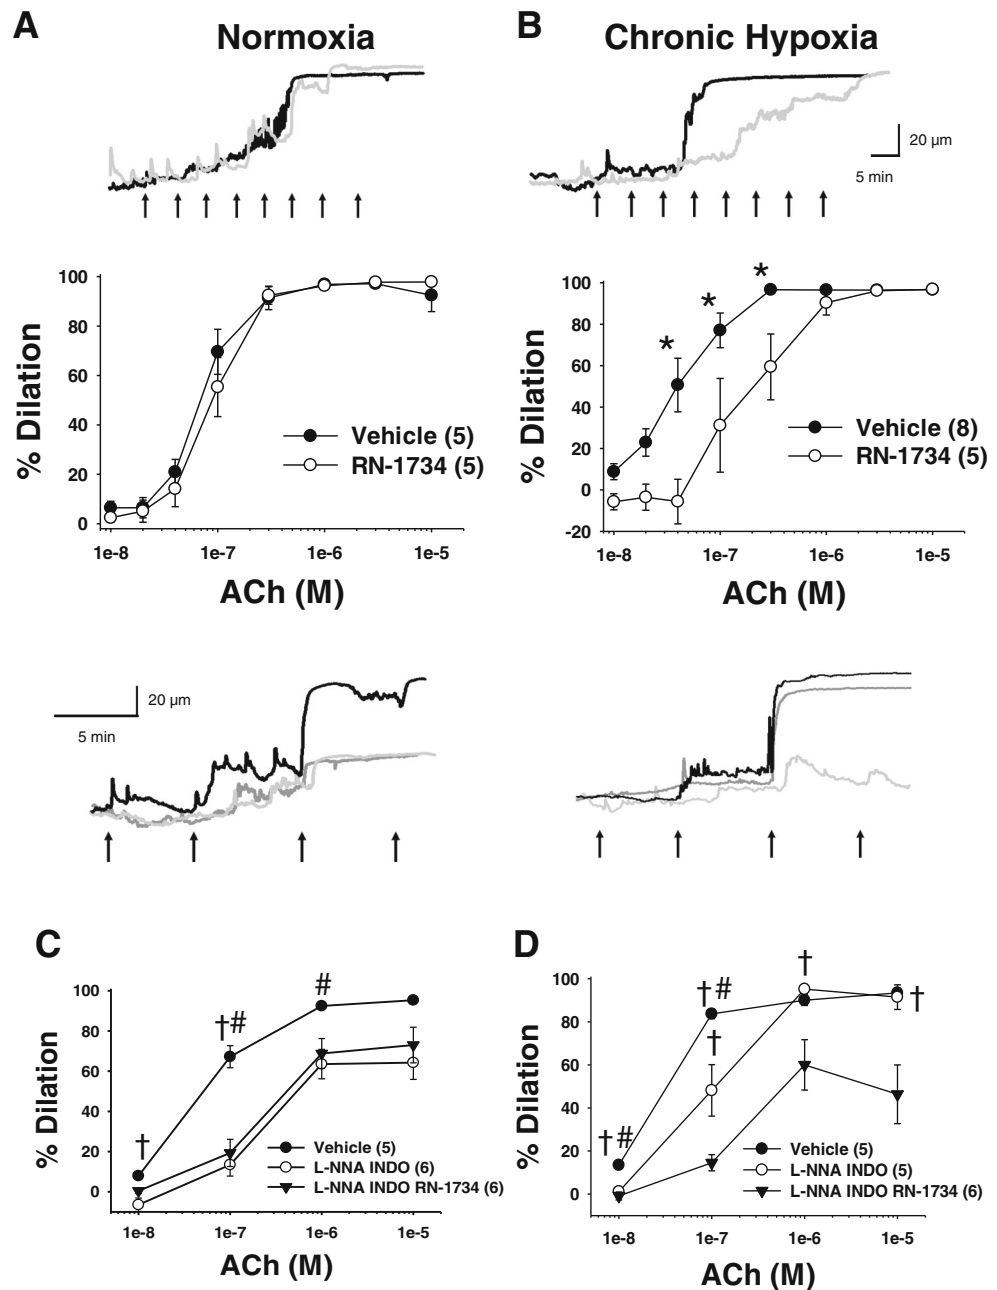 A
Normoxia
B
Chronic Hypoxia
20 µm
5 min
100
80
60
40
20
0
% Dilation
Vehicle (5)
RN-1734 (5)
1e-8
1e-7
1e-6
1e-5
ACh (M)
100
80
60
40
20
0
-20
% Dilation
*
*
*
Vehicle (8)
RN-1734 (5)
1e-8
1e-7
1e-6
1e-5
ACh (M)
20 µm
5 min
C
100
80
60
40
20
0
% Dilation
†
†#
#
Vehicle (5)
L-NNA INDO (6)
L-NNA INDO RN-1734 (6)
1e-8
1e-7
1e-6
1e-5
ACh (M)
D
100
80
60
40
20
0
% Dilation
†#
†#
†
†
†
Vehicle (5)
L-NNA INDO (5)
L-NNA INDO RN-1734 (6)
1e-8
1e-7
1e-6
1e-5
ACh (M)